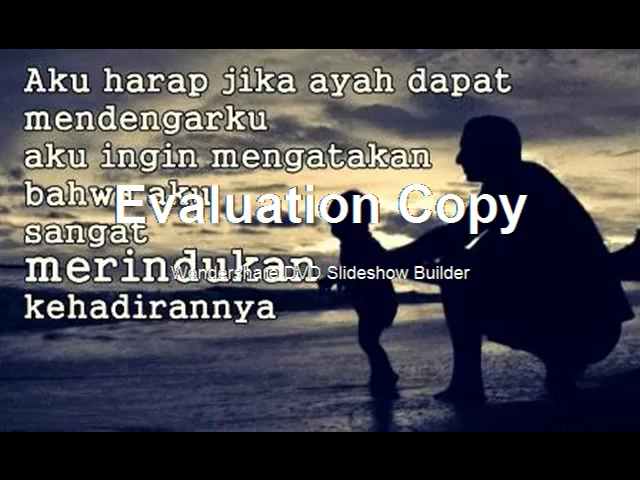 Aku harap jika ayah dapat
mendengarku
aku ingin mengatakan
bahwa aku
sangat
merindukan
kehadirannya
Evaluation Copy
Wondershare DVD Slideshow Builder